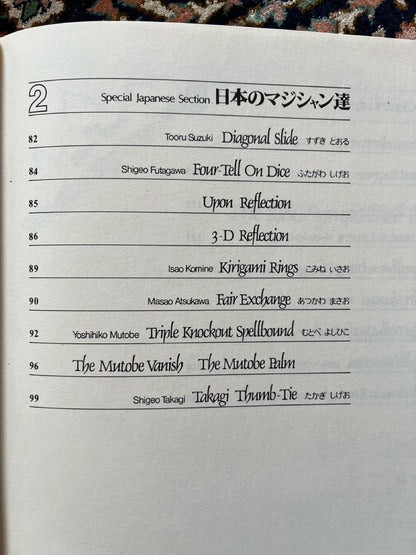 2 Special Japanese Section 日本のマジシャン達
82 Tooru Suzuki Diagonal Slide すずき とおる
84 Shigeo Futagawa Four-Tell On Dice ふたがわ しげお
85 Upon Reflection
86 3-D Reflection
89 Isao Komine Kirigami Rings こみね いさお
90 Masao Atsukawa Fair Exchange あつかわ まさお
92 Yoshihiko Mutobe Triple Knockout Spellbound むとべ よしひこ
96 The Mutobe Vanish The Mutobe Palm
99 Shigeo Takagi Takagi Thumb-Tie たかぎ しげお